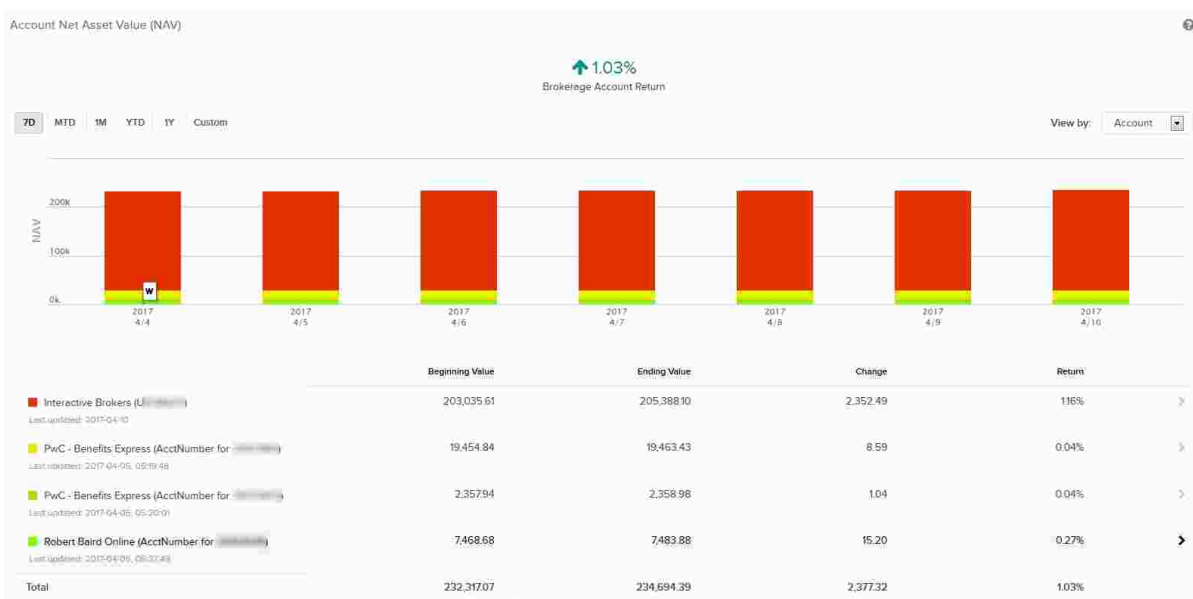 Account Net Asset Value (NAV)
?
1.03%
Brokerage Account Return
7D MTD 1M YTD 1Y Custom
View by: Account
200k
NAV
100k
W
0k
2017 2017 2017 2017 2017 2017 2017
4/4 4/5 4/6 4/7 4/8 4/9 4/10
Beginning Value Ending Value Change Return
Interactive Brokers (U
203,035.61 205,388.10 2,352.49 1.16%
Last updated: 2017-04-10
PwC - Benefits Express (AcctNumber for
19,454.84 19,463.43 8.59 0.04%
Last updated: 2017-04-05, 05:19:48
PwC - Benefits Express (AcctNumber for
2,357.94 2,358.98 1.04 0.04%
Last updated: 2017-04-05, 05:20:01
Robert Baird Online (AcctNumber for
7,468.68 7,483.88 15.20 0.27%
Last updated: 2017-04-05, 05:37:49
Total 232,317.07 234,694.39 2,377.32 1.03%